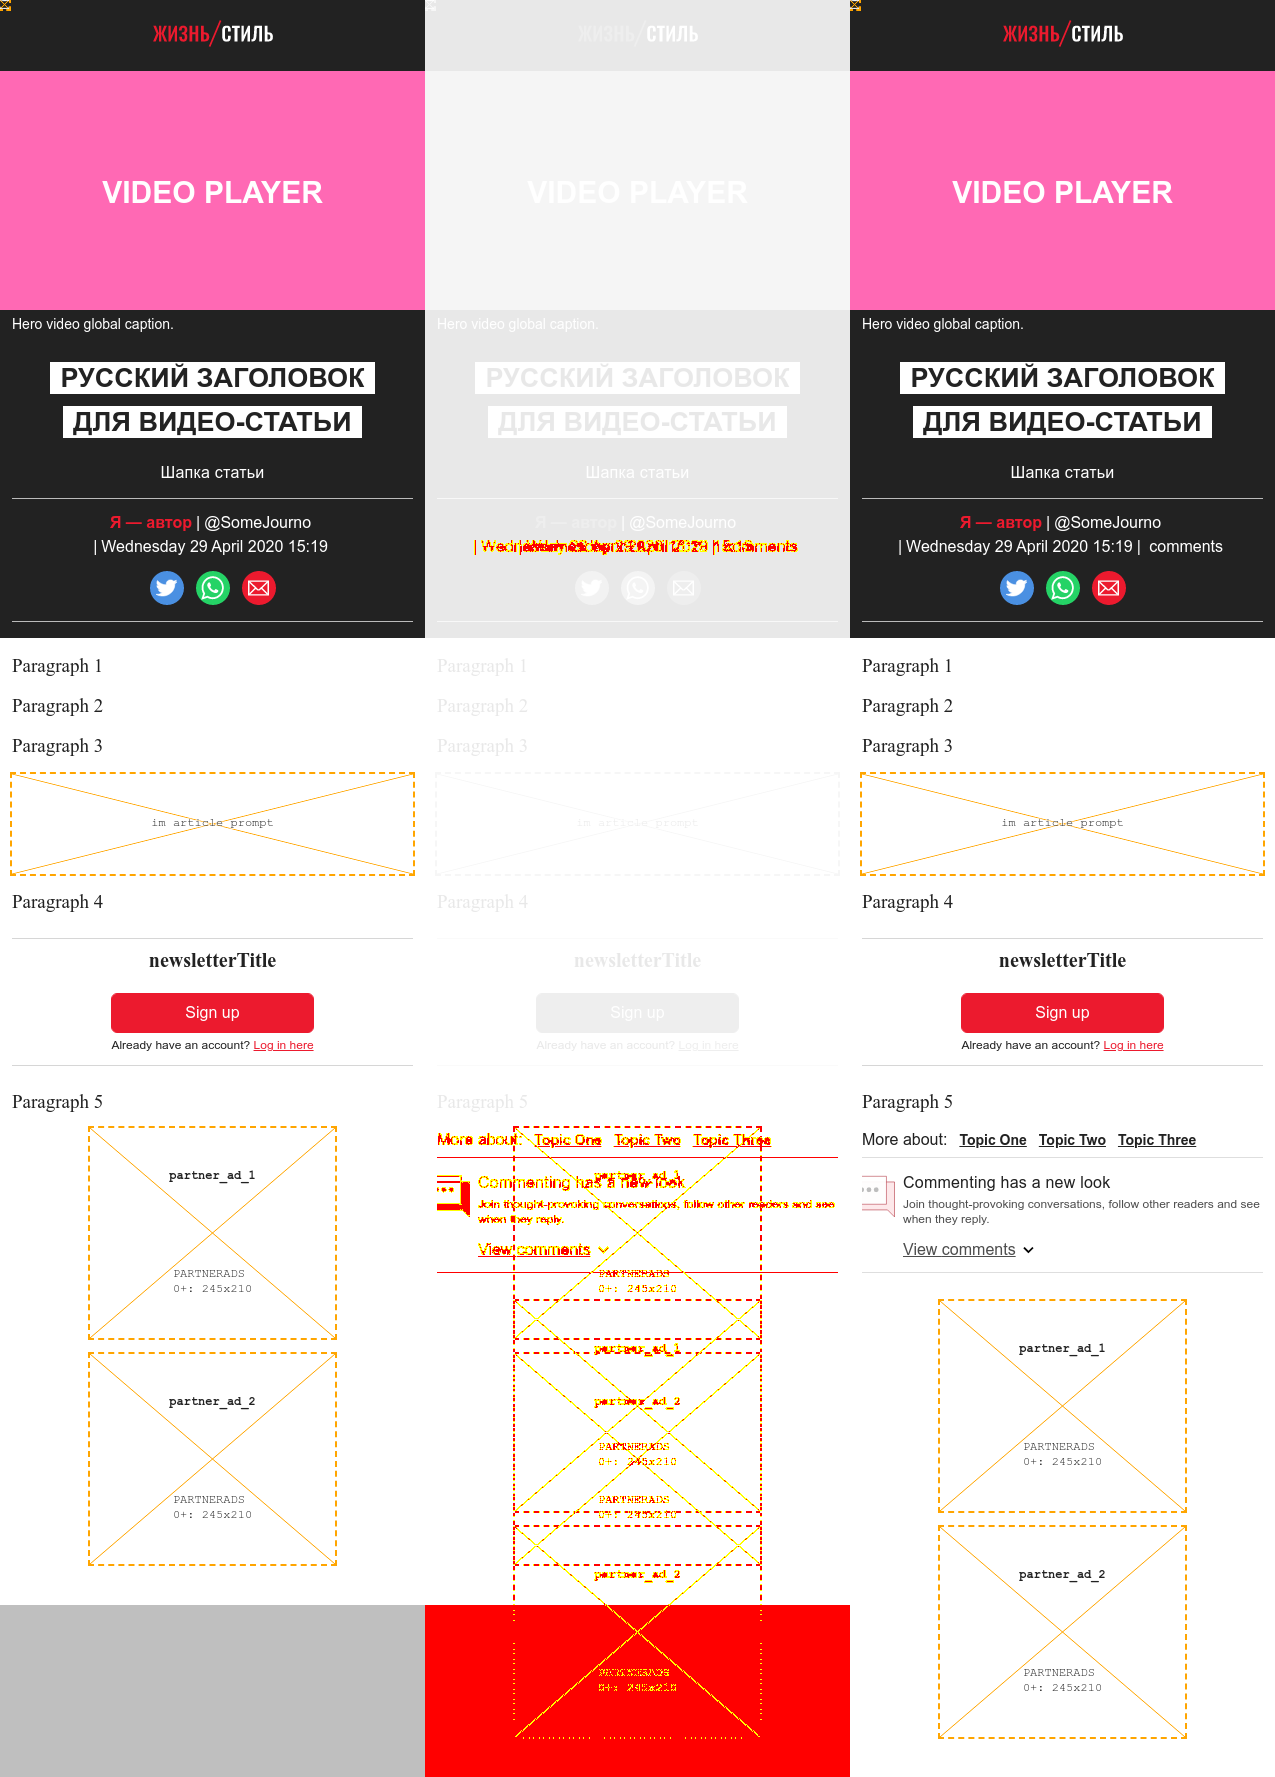 ЖИЗНЬ/СТИЛЬ
VIDEO PLAYER
Hero video global caption.
РУССКИЙ ЗАГОЛОВОК
ДЛЯ ВИДЕО-СТАТЬИ
Шапка статьи
Я — автор | @SomeJourno
| Wednesday 29 April 2020 15:19
Paragraph 1
Paragraph 2
Paragraph 3
im article prompt
Paragraph 4
newsletterTitle
Sign up
Already have an account? Log in here
Paragraph 5
partner_ad_1
PARTNERADS
0+: 245x210
partner_ad_2
PARTNERADS
0+: 245x210
ЖИЗНЬ/СТИЛЬ
VIDEO PLAYER
Hero video global caption.
РУССКИЙ ЗАГОЛОВОК
ДЛЯ ВИДЕО-СТАТЬИ
Шапка статьи
Я — автор | @SomeJourno
Paragraph 1
Paragraph 2
Paragraph 3
im article prompt
Paragraph 4
newsletterTitle
Sign up
Already have an account? Log in here
Paragraph 5
More about: Topic One Topic Two Topic Three
partner_ad_1
Commenting has a new look
Join thought-provoking conversations, follow other readers and see
when they reply.
View comments
PARTNERADS
0+: 245x210
partner_ad_1
partner_ad_2
PARTNERADS
0+: 245x210
PARTNERADS
0+: 245x210
partner_ad_2
PARTNERADS
0+: 245x210
ЖИЗНЬ/СТИЛЬ
VIDEO PLAYER
Hero video global caption.
РУССКИЙ ЗАГОЛОВОК
ДЛЯ ВИДЕО-СТАТЬИ
Шапка статьи
Я — автор | @SomeJourno
| Wednesday 29 April 2020 15:19 | comments
Paragraph 1
Paragraph 2
Paragraph 3
im article prompt
Paragraph 4
newsletterTitle
Sign up
Already have an account? Log in here
Paragraph 5
More about: Topic One Topic Two Topic Three
Commenting has a new look
Join thought-provoking conversations, follow other readers and see
when they reply.
View comments
partner_ad_1
PARTNERADS
0+: 245x210
partner_ad_2
PARTNERADS
0+: 245x210